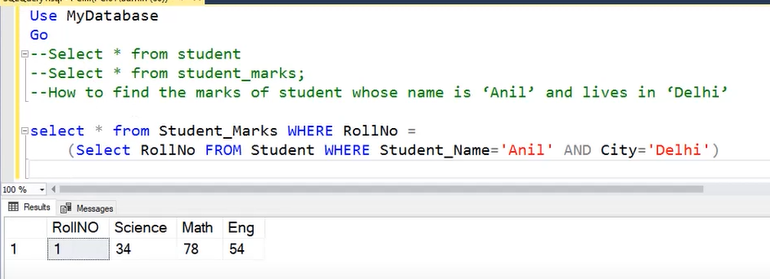 Use MyDatabase
Go
--Select * from student
--Select * from student_marks;
--How to find the marks of student whose name is ‘Anil’ and lives in ‘Delhi’
select * from Student_Marks WHERE RollNo =
(Select RollNo FROM Student WHERE Student_Name='Anil' AND City='Delhi')
100 %
Results Messages
RollNO Science Math Eng
1 1 34 78 54